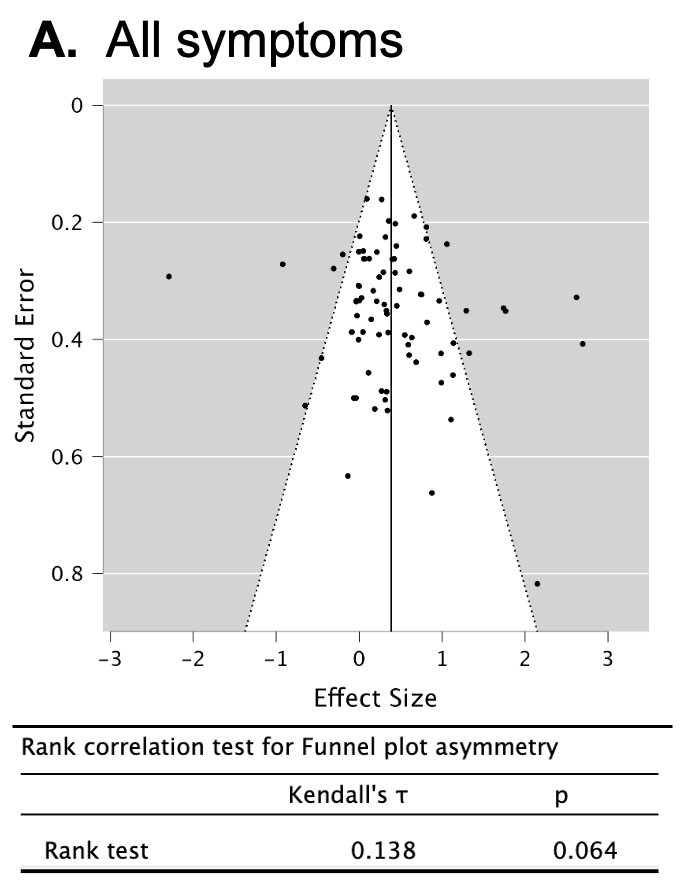 A. All symptoms
0
0.2
0.4
0.6
0.8
Standard Error
−3 −2 −1 0 1 2 3
Effect Size
Rank correlation test for Funnel plot asymmetry
Kendall's τ p
Rank test 0.138 0.064